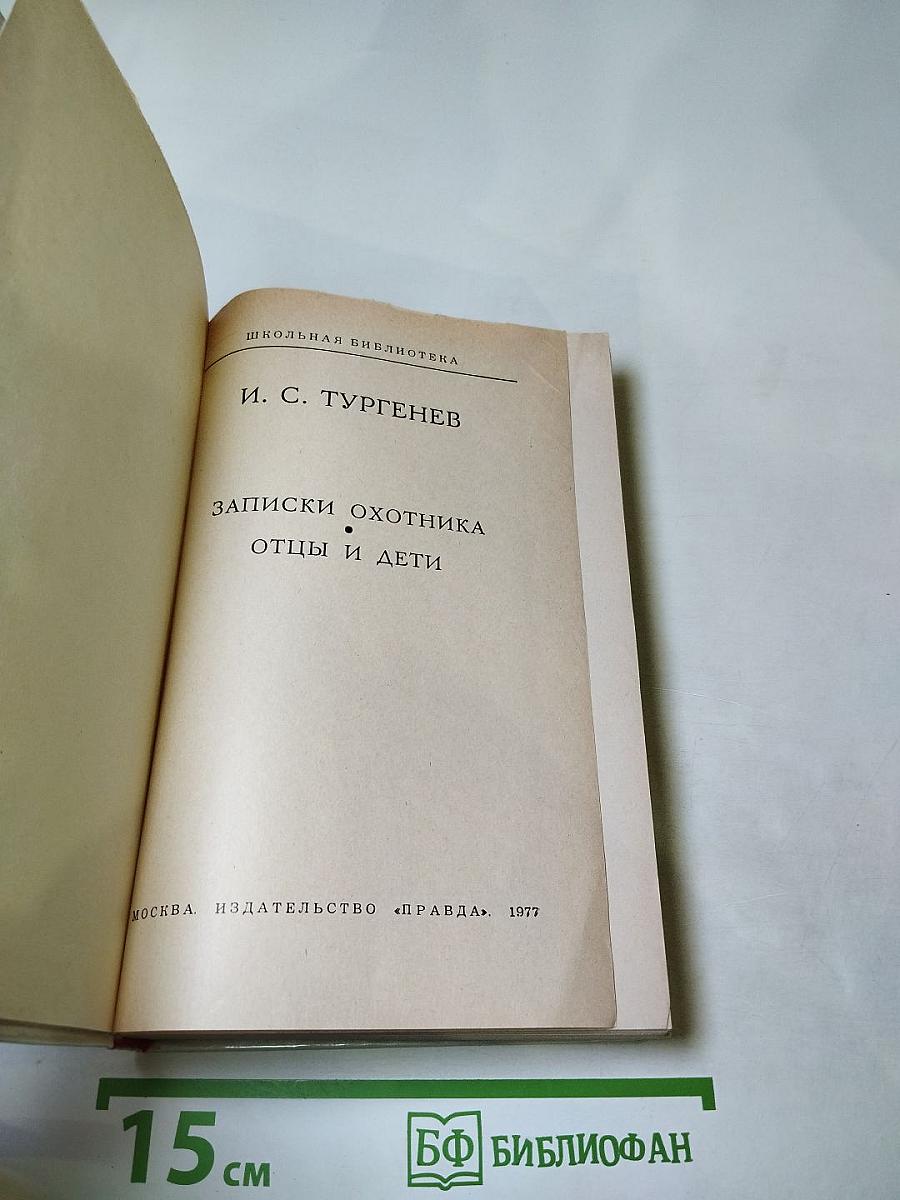 ШКОЛЬНАЯ БИБЛИОТЕКА
И. С. ТУРГЕНЕВ
ЗАПИСКИ ОХОТНИКА
•
ОТЦЫ И ДЕТИ
МОСКВА. ИЗДАТЕЛЬСТВО «ПРАВДА». 1977
15 см
БФ БИБЛИОФАН